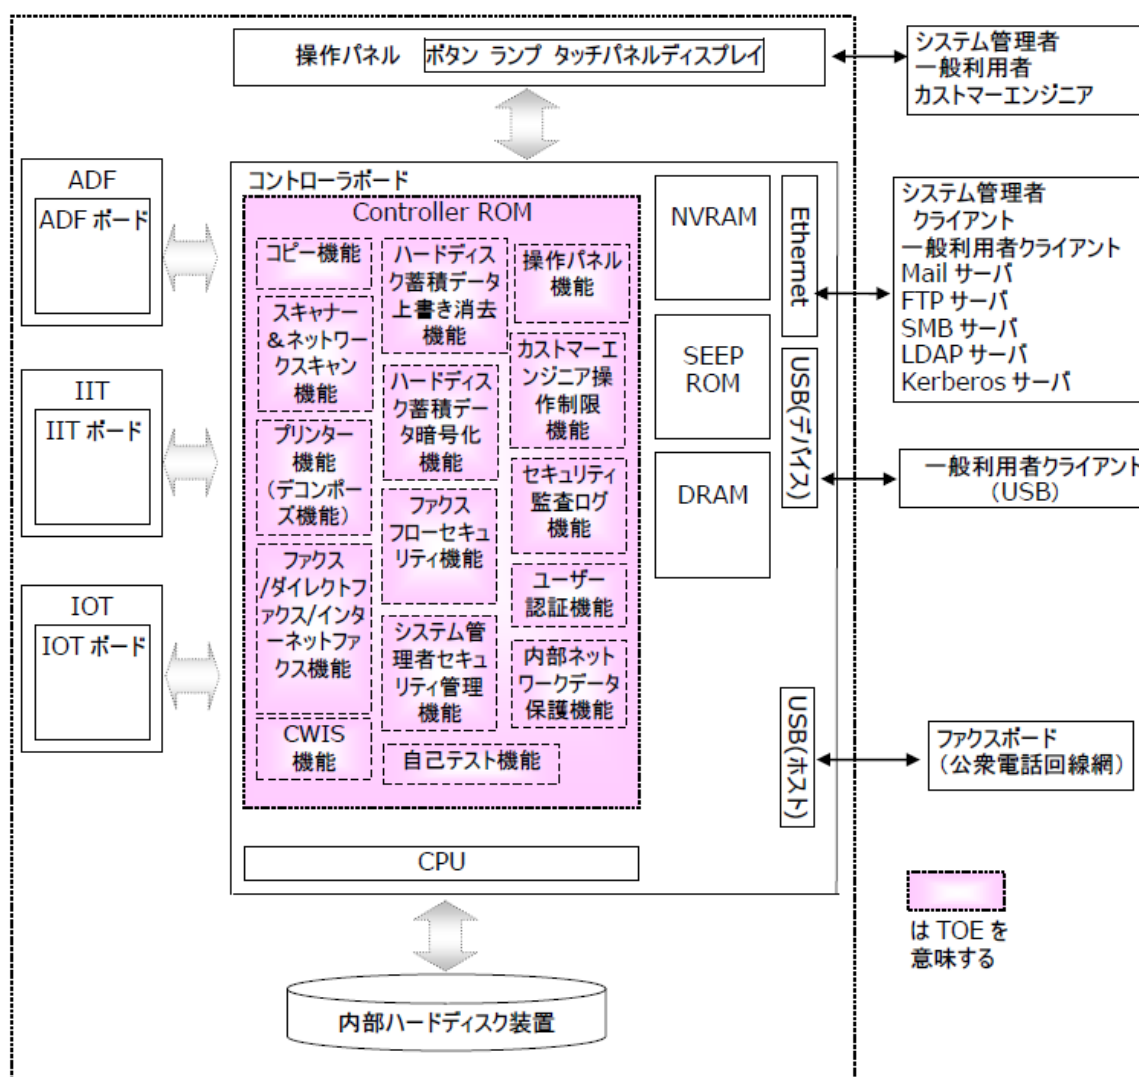 操作パネル ボタン ランプ タッチパネルディスプレイ
システム管理者
一般利用者
カストマーエンジニア
ADF
ADF ボード
IIT
IIT ボード
IOT
IOT ボード
コントローラボード
Controller ROM
コピー機能
スキャナー
＆ネットワー
クスキャン
機能
プリンター
機能
（デコンポー
ズ機能）
ファクス
/ダイレクトフ
ァクス/インタ
ーネットファ
クス機能
CWIS
機能
ハードディス
ク蓄積データ
上書き消去
機能
ハードディス
ク蓄積デー
タ暗号化
機能
ファクス
フローセキュ
リティ機能
システム管
理者セキュ
リティ管理
機能
自己テスト機能
操作パネル
機能
カストマーエ
ンジニア操
作制限
機能
セキュリティ
監査ログ
機能
ユーザー
認証機能
内部ネット
ワークデータ
保護機能
NVRAM
SEEP
ROM
DRAM
Ethernet
USB(デバイス)
USB(ホスト)
CPU
内部ハードディスク装置
システム管理者
クライアント
一般利用者クライアント
Mail サーバ
FTP サーバ
SMB サーバ
LDAP サーバ
Kerberos サーバ
一般利用者クライアント
（USB）
ファクスボード
（公衆電話回線網）
は TOE を
意味する